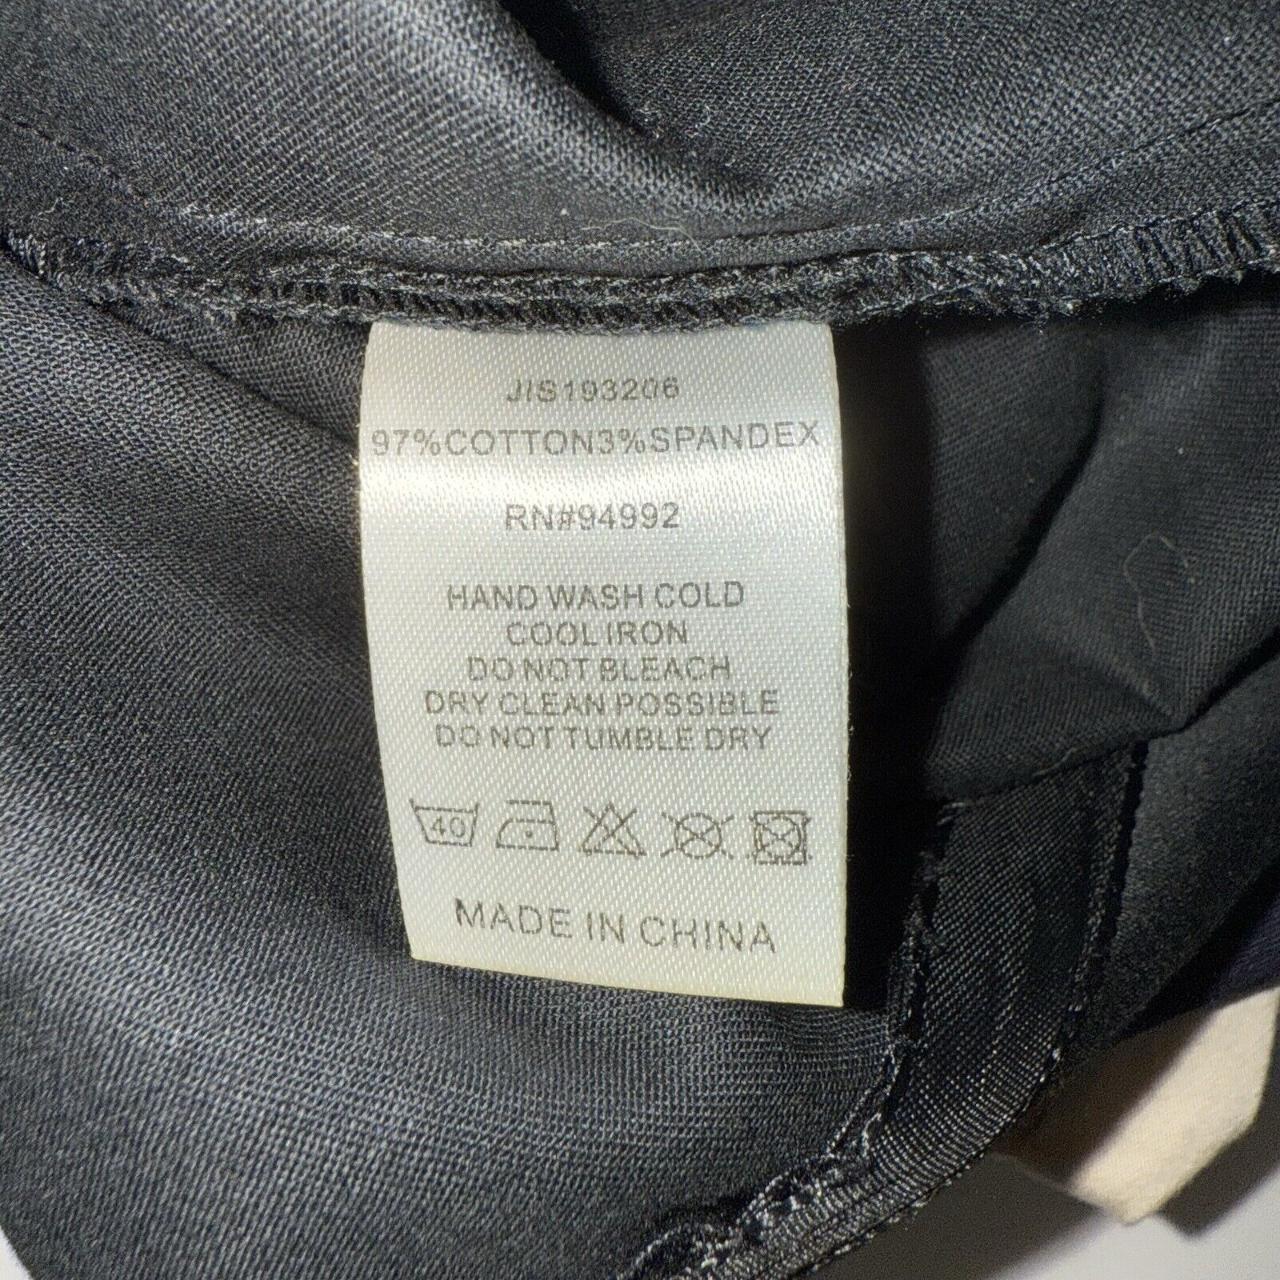 JIS193206
97%COTTON3%SPANDEX
RN#94992
HAND WASH COLD
COOL IRON
DO NOT BLEACH
DRY CLEAN POSSIBLE
DO NOT TUMBLE DRY
40
MADE IN CHINA